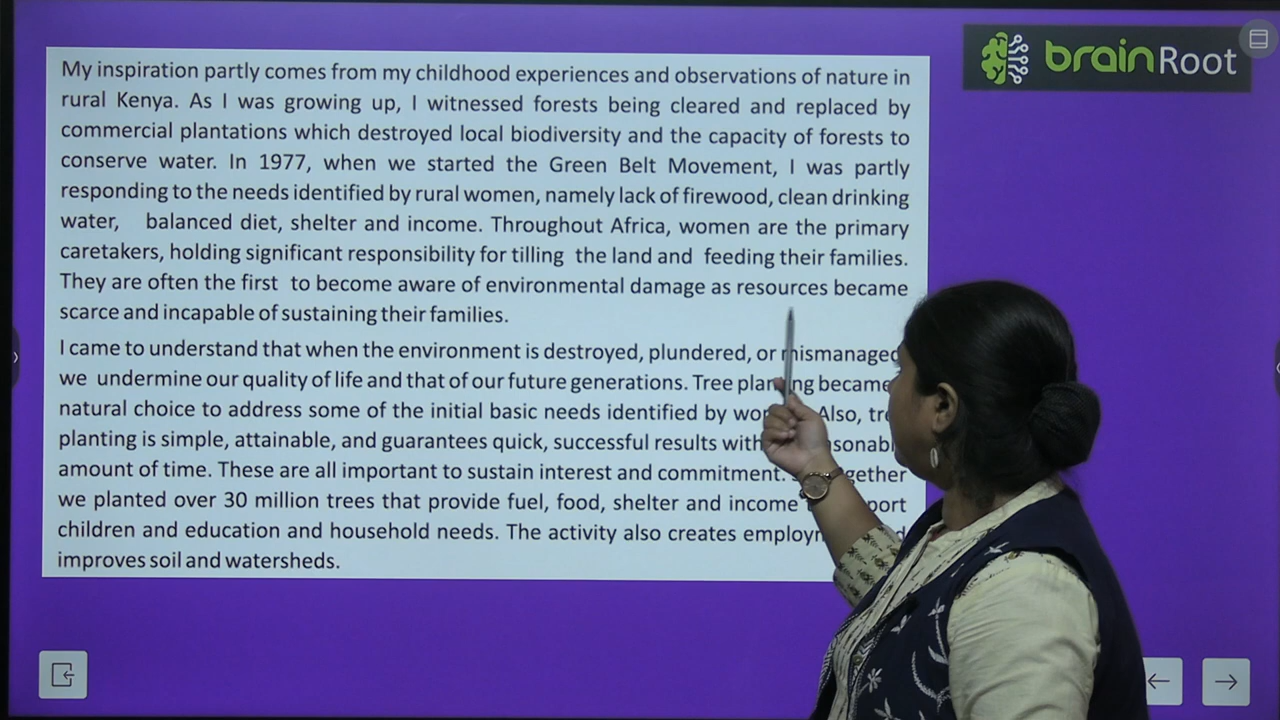 brainRoot
My inspiration partly comes from my childhood experiences and observations of nature in
rural Kenya. As I was growing up, I witnessed forests being cleared and replaced by
commercial plantations which destroyed local biodiversity and the capacity of forests to
conserve water. In 1977, when we started the Green Belt Movement, I was partly
responding to the needs identified by rural women, namely lack of firewood, clean drinking
water, balanced diet, shelter and income. Throughout Africa, women are the primary
caretakers, holding significant responsibility for tilling the land and feeding their families.
They are often the first to become aware of environmental damage as resources became
scarce and incapable of sustaining their families.
I came to understand that when the environment is destroyed, plundered, or mismanaged
we undermine our quality of life and that of our future generations. Tree planting became
natural choice to address some of the initial basic needs identified by Also,
planting is simple, attainable, and guarantees quick, successful results
amount of time. These are all important to sustain interest and commitment.
we planted over 30 million trees that provide fuel, food, shelter and income
children and education and household needs. The activity also creates
improves soil and watersheds.